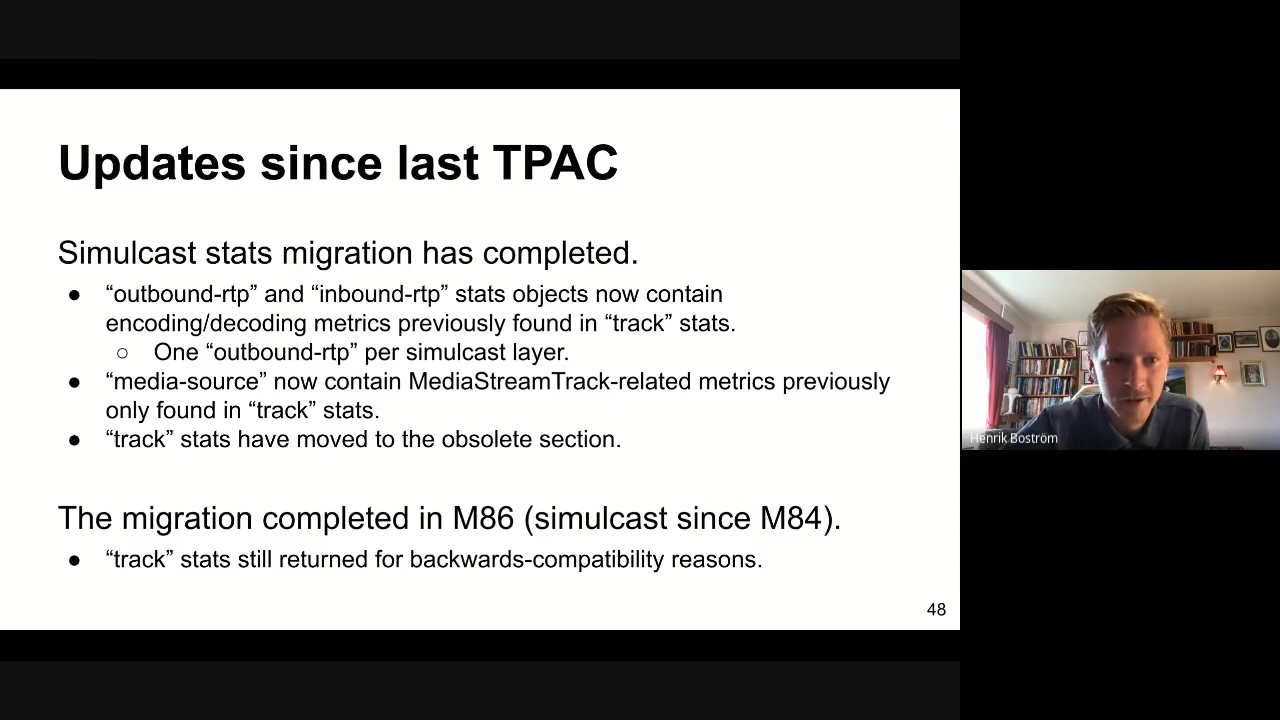 Updates since last TPAC
Simulcast stats migration has completed.
● “outbound-rtp” and “inbound-rtp” stats objects now contain
encoding/decoding metrics previously found in “track” stats.
○ One “outbound-rtp” per simulcast layer.
● “media-source” now contain MediaStreamTrack-related metrics previously
only found in “track” stats.
● “track” stats have moved to the obsolete section.
The migration completed in M86 (simulcast since M84).
● “track” stats still returned for backwards-compatibility reasons.
48
Henrik Boström